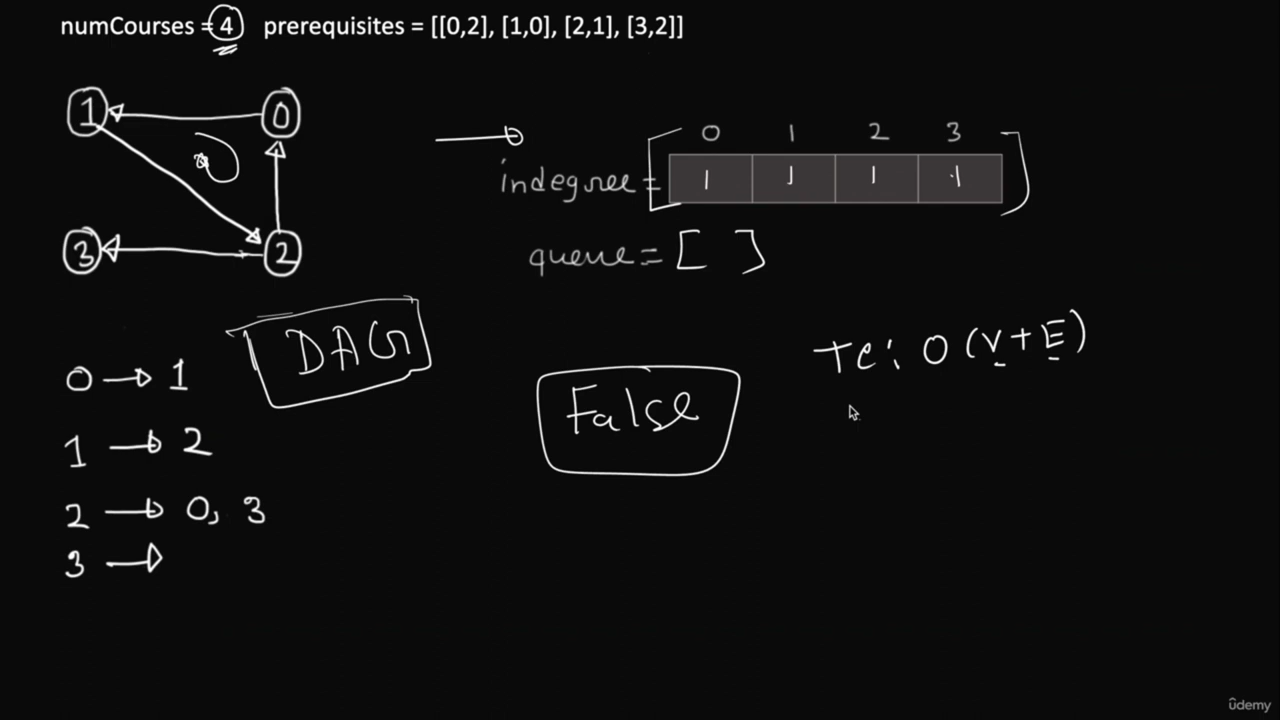 numCourses = 4 prerequisites = [[0,2], [1,0], [2,1], [3,2]]
1 0
3 2
0 1 2 3
indegree = [ 1 1 1 1 ]
queue = [ ]
DAG
TC: O(V+E)
False
0 → 1
1 → 2
2 → 0, 3
3 →
ûdemy